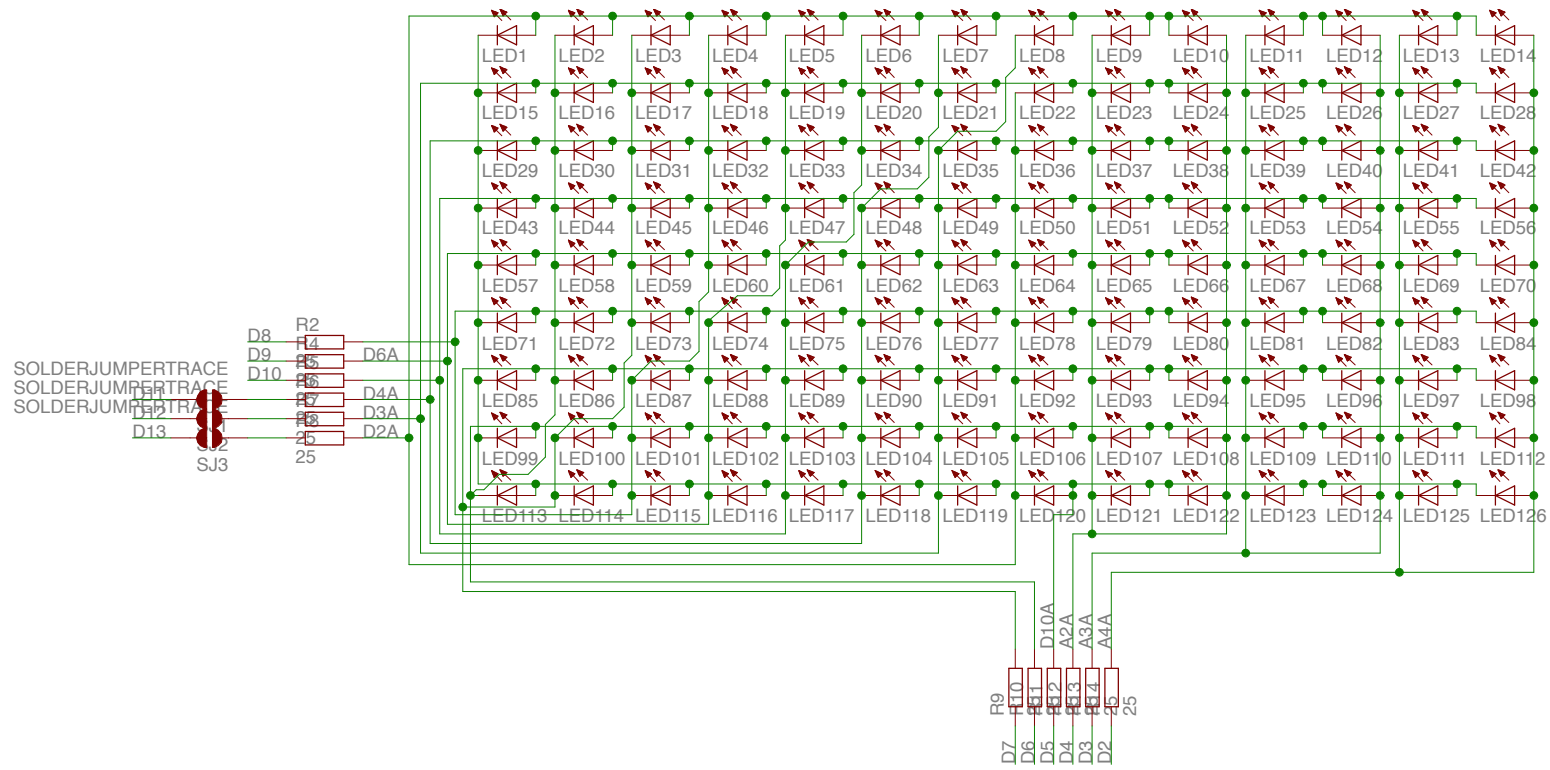 LED1 LED2 LED3 LED4 LED5 LED6 LED7 LED8 LED9 LED10 LED11 LED12 LED13 LED14
LED15 LED16 LED17 LED18 LED19 LED20 LED21 LED22 LED23 LED24 LED25 LED26 LED27 LED28
LED29 LED30 LED31 LED32 LED33 LED34 LED35 LED36 LED37 LED38 LED39 LED40 LED41 LED42
LED43 LED44 LED45 LED46 LED47 LED48 LED49 LED50 LED51 LED52 LED53 LED54 LED55 LED56
LED57 LED58 LED59 LED60 LED61 LED62 LED63 LED64 LED65 LED66 LED67 LED68 LED69 LED70
LED71 LED72 LED73 LED74 LED75 LED76 LED77 LED78 LED79 LED80 LED81 LED82 LED83 LED84
LED85 LED86 LED87 LED88 LED89 LED90 LED91 LED92 LED93 LED94 LED95 LED96 LED97 LED98
LED99 LED100 LED101 LED102 LED103 LED104 LED105 LED106 LED107 LED108 LED109 LED110 LED111 LED112
LED113 LED114 LED115 LED116 LED117 LED118 LED119 LED120 LED121 LED122 LED123 LED124 LED125 LED126
R2
D8 R4
D9 D6A
SOLDERJUMPERTRACE D10
SOLDERJUMPERTRACE
D11 D4A
SOLDERJUMPERTRACE
D12 D3A
D13 25 D2A
SJ2
SJ3 25
D10A A2A A3A A4A
R9 R10 25 25
D7 D6 D5 D4 D3 D2